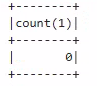 +--------+
|count(1)|
+--------+
|       0|
+--------+